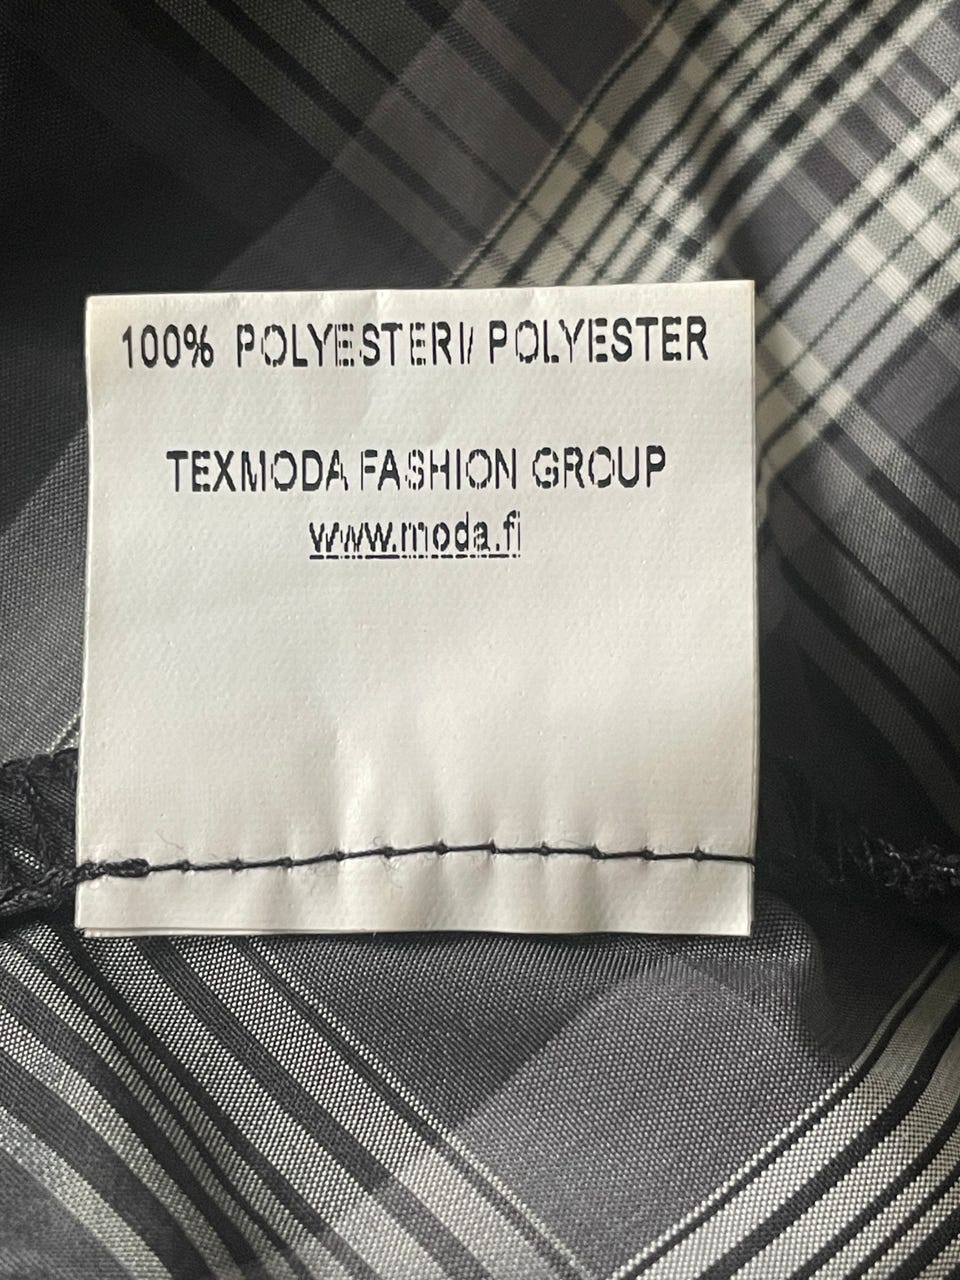 100% POLYESTERI/ POLYESTER
TEXMODA FASHION GROUP
www.moda.fi